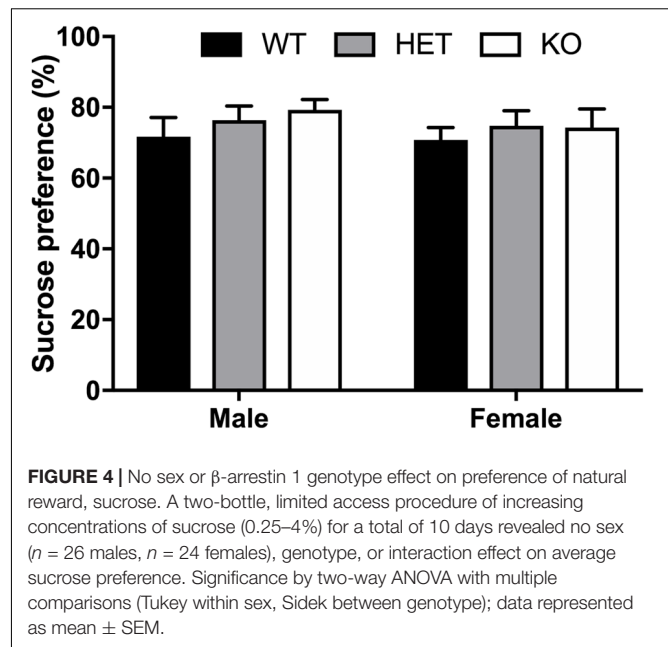 100
WT HET KO
80
60
40
20
0
Sucrose preference (%)
Male Female
FIGURE 4 | No sex or β-arrestin 1 genotype effect on preference of natural
reward, sucrose. A two-bottle, limited access procedure of increasing
concentrations of sucrose (0.25–4%) for a total of 10 days revealed no sex
(n = 26 males, n = 24 females), genotype, or interaction effect on average
sucrose preference. Significance by two-way ANOVA with multiple
comparisons (Tukey within sex, Sidek between genotype); data represented
as mean ± SEM.